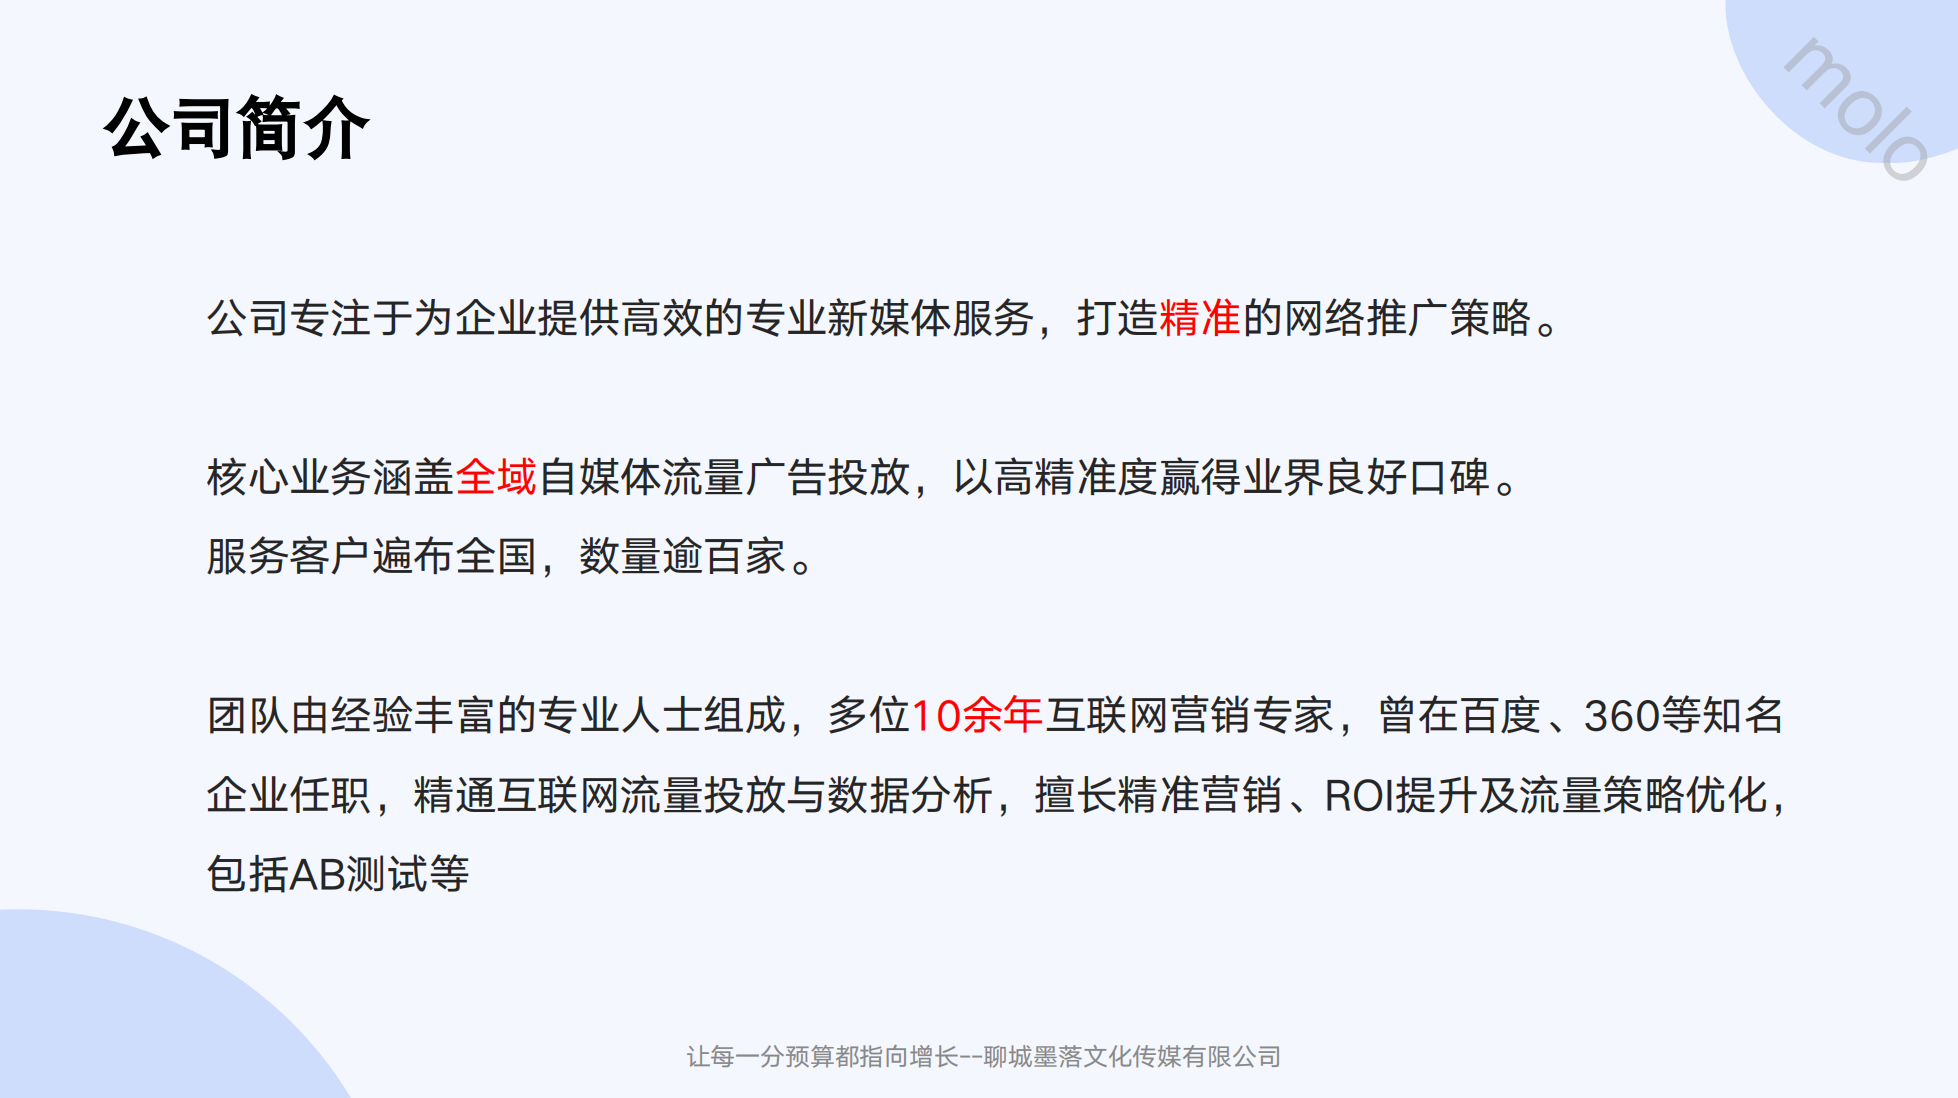 molo
公司简介
公司专注于为企业提供高效的专业新媒体服务，打造精准的网络推广策略。
核心业务涵盖全域自媒体流量广告投放，以高精准度赢得业界良好口碑。
服务客户遍布全国，数量逾百家。
团队由经验丰富的专业人士组成，多位10余年互联网营销专家，曾在百度、360等知名
企业任职，精通互联网流量投放与数据分析，擅长精准营销、ROI提升及流量策略优化，
包括AB测试等
让每一分预算都指向增长--聊城墨落文化传媒有限公司